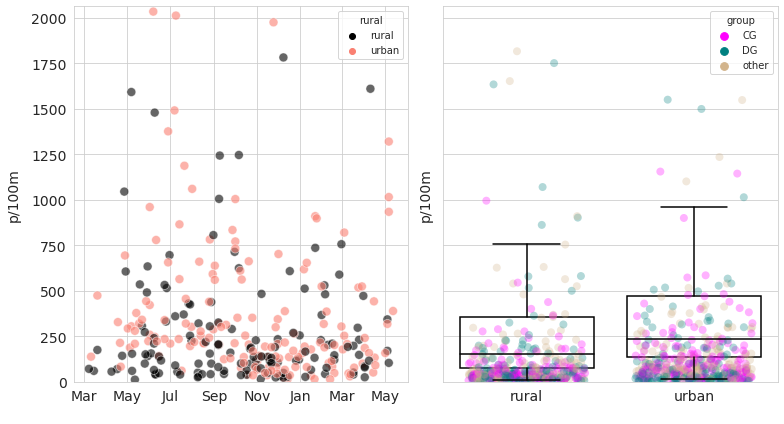 2000
1750
1500
1250
1000
750
500
250
0
p/100m
Mar May Jul Sep Nov Jan Mar May
rural
rural
urban
p/100m
rural urban
group
CG
DG
other